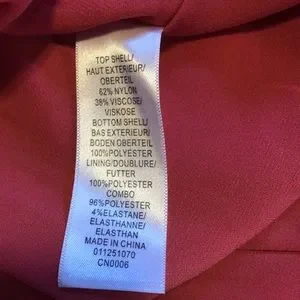 TOP SHELL/
HAUT EXTERIEUR/
OBERTEIL
62% NYLON
38% VISCOSE/
VISKOSE
BOTTOM SHELL/
BAS EXTERIEUR/
BODEN OBERTEIL
100%POLYESTER
LINING/DOUBLURE/
FUTTER
100%POLYESTER
COMBO
96%POLYESTER
4%ELASTANE/
ELASTHANNE/
ELASTHAN
MADE IN CHINA
011251070
CN0006